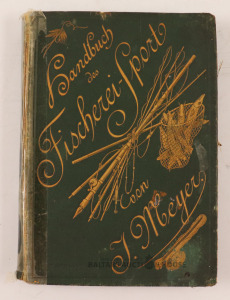 Handbuch
des
Fischerei-Sport
von
J. Meyer